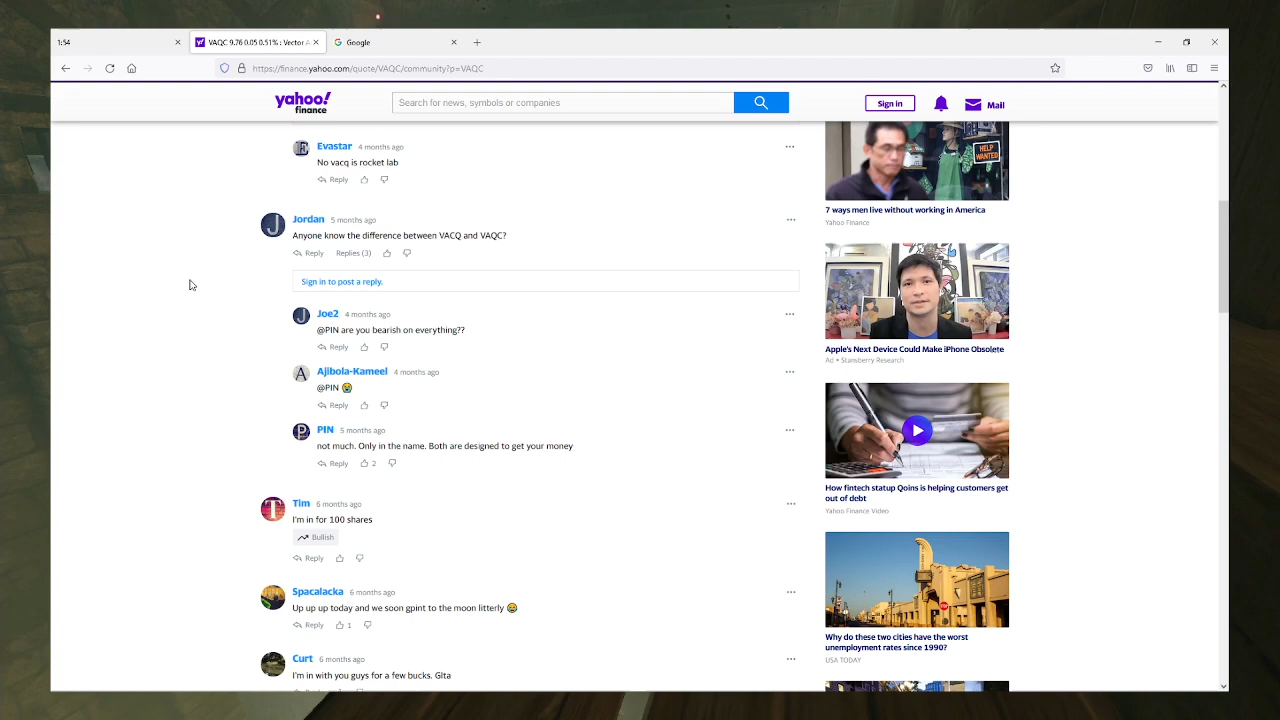 1:54
VAQC 9.76 0.05 0.51% : Vector A
Google
https://finance.yahoo.com/quote/VAQC/community?p=VAQC
yahoo!
finance
Search for news, symbols or companies
Sign in
Mail
E
Evastar 4 months ago
No vacq is rocket lab
Reply
J
Jordan 5 months ago
Anyone know the difference between VACQ and VAQC?
Reply Replies (3)
Sign in to post a reply.
J
Joe2 4 months ago
@PIN are you bearish on everything??
Reply
A
Ajibola-Kameel 4 months ago
@PIN 😭
Reply
P
PIN 5 months ago
not much. Only in the name. Both are designed to get your money
Reply 2
T
Tim 6 months ago
I'm in for 100 shares
Bullish
Reply
Spacalacka 6 months ago
Up up up today and we soon gpint to the moon litterly 😂
Reply 1
Curt 6 months ago
I'm in with you guys for a few bucks. Glta
HELP
WANTED
7 ways men live without working in America
Yahoo Finance
Apple's Next Device Could Make iPhone Obsolete
Ad • Stansberry Research
How fintech startup Qoins is helping customers get
out of debt
Yahoo Finance Video
STOP
Why do these two cities have the worst
unemployment rates since 1990?
USA TODAY